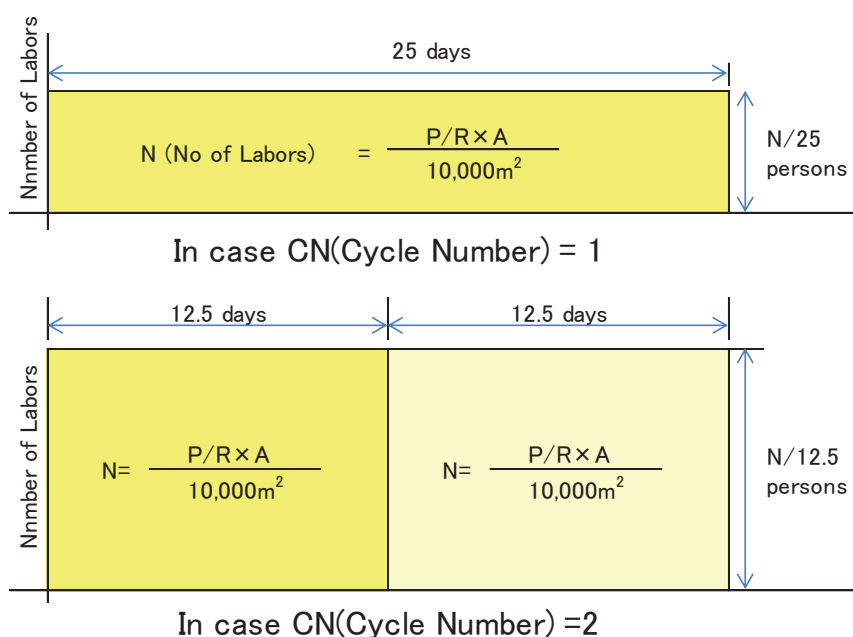 Nnmber of Labors
25 days
N (No of Labors) = P/R×A
10,000m²
N/25
persons
In case CN(Cycle Number) = 1
Nnmber of Labors
12.5 days
12.5 days
N= P/R×A
10,000m²
N= P/R×A
10,000m²
N/12.5
persons
In case CN(Cycle Number) =2